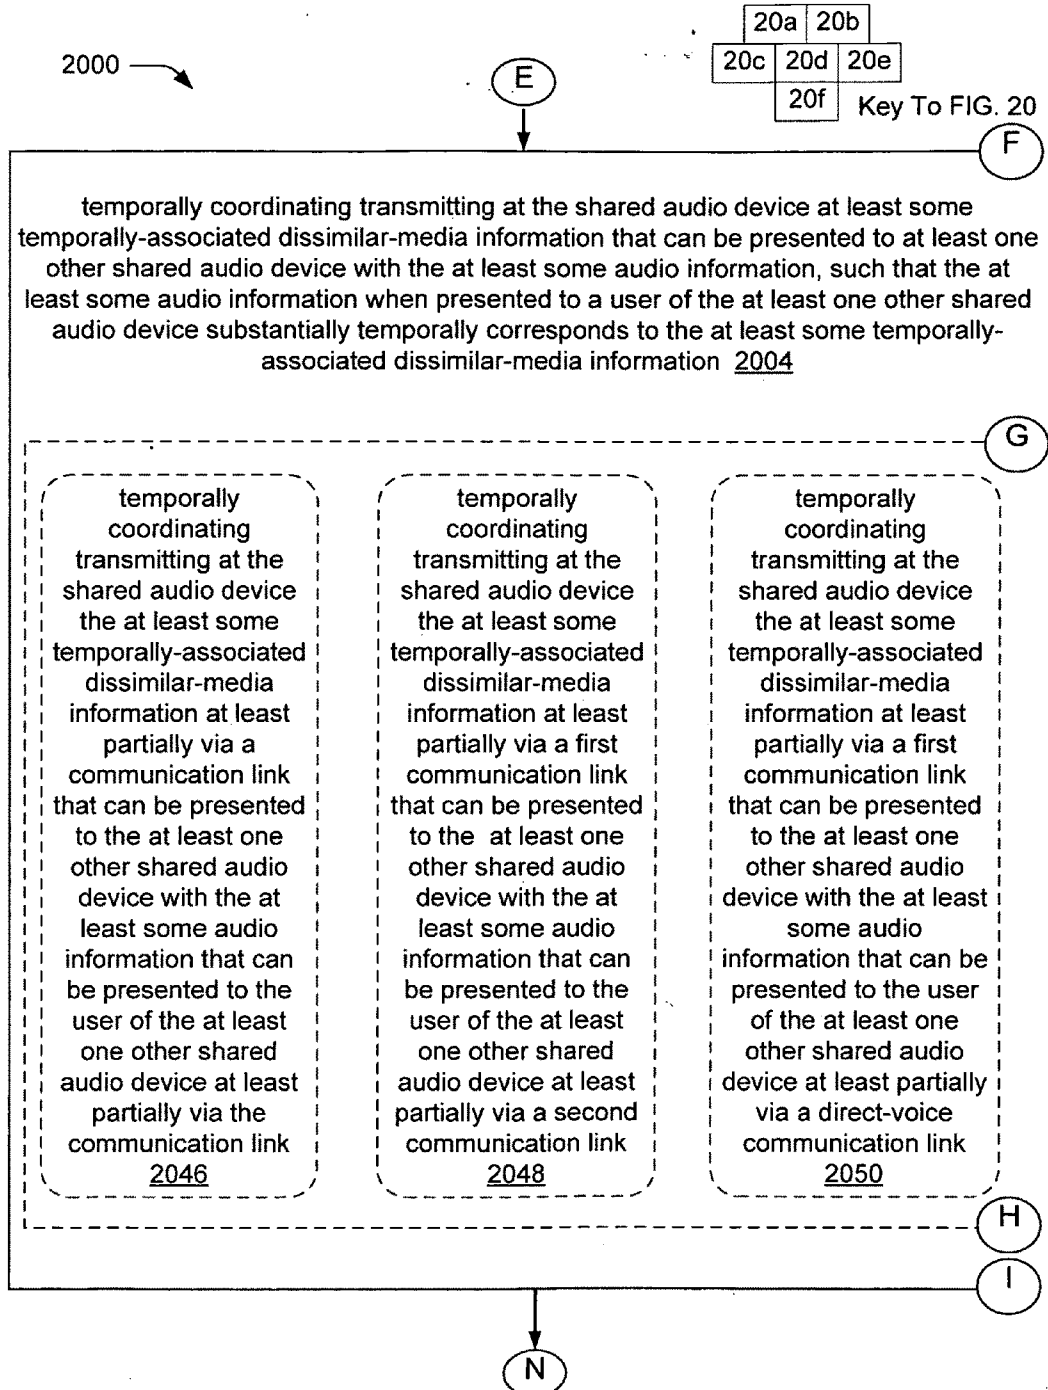 20a 20b
2000
E
20c 20d 20e
20f Key To FIG. 20
F
temporally coordinating transmitting at the shared audio device at least some
temporally-associated dissimilar-media information that can be presented to at least one
other shared audio device with the at least some audio information, such that the at
least some audio information when presented to a user of the at least one other shared
audio device substantially temporally corresponds to the at least some temporally-
associated dissimilar-media information 2004
G
temporally
coordinating
transmitting at the
shared audio device
the at least some
temporally-associated
dissimilar-media
information at least
partially via a
communication link
that can be presented
to the at least one
other shared audio
device with the at
least some audio
information that can
be presented to the
user of the at least
one other shared
audio device at least
partially via the
communication link
2046
temporally
coordinating
transmitting at the
shared audio device
the at least some
temporally-associated
dissimilar-media
information at least
partially via a first
communication link
that can be presented
to the at least one
other shared audio
device with the at
least some audio
information that can
be presented to the
user of the at least
one other shared
audio device at least
partially via a second
communication link
2048
temporally
coordinating
transmitting at the
shared audio device
the at least some
temporally-associated
dissimilar-media
information at least
partially via a first
communication link
that can be presented
to the at least one
other shared audio
device with the at least
some audio
information that can be
presented to the user
of the at least one
other shared audio
device at least partially
via a direct-voice
communication link
2050
H
I
N